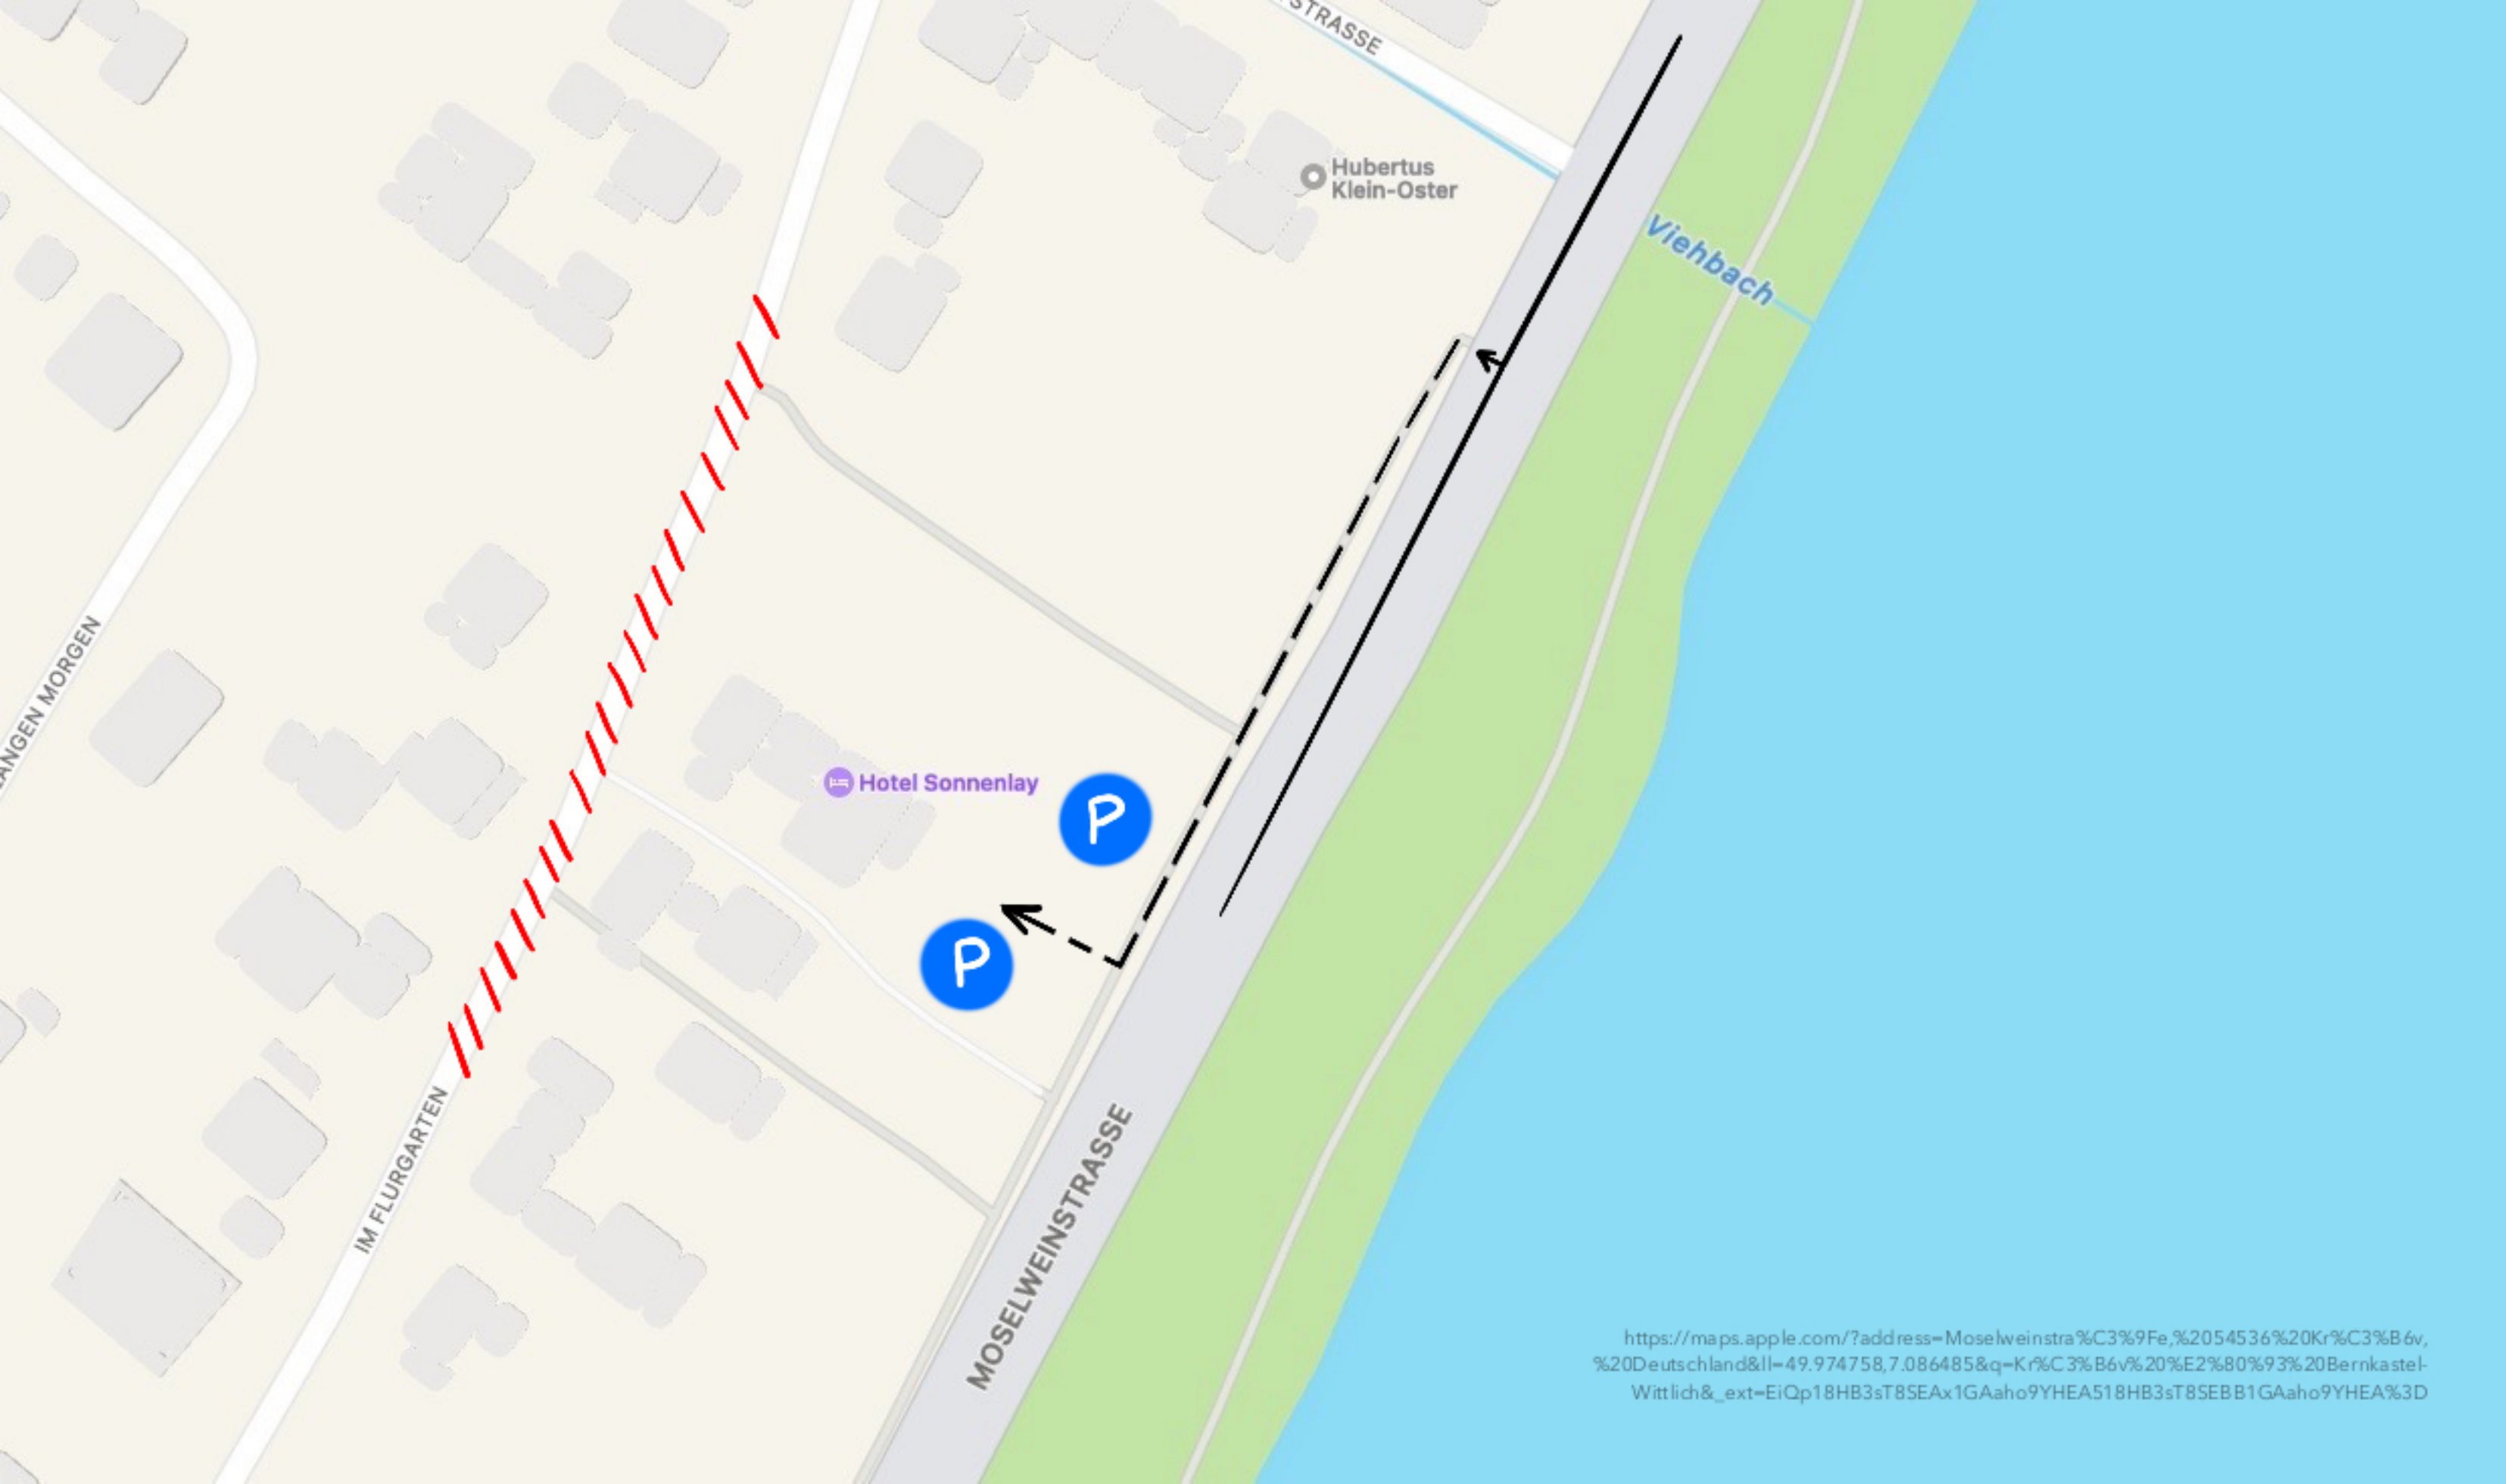 STRASSE
Hubertus
Klein-Oster
Viehbach
ANGEN MORGEN
Hotel Sonnenlay
P
P
IM FLURGARTEN
MOSELWEINSTRASSE
https://maps.apple.com/?address=Moselweinstra%C3%9Fe,%2054536%20Kr%C3%B6v,
%20Deutschland&ll=49.974758,7.086485&q=Kr%C3%B6v%20%E2%80%93%20Bernkastel-
Wittlich&_ext=EiQp18HB3sT8SEAx1GAaho9YHEA518HB3sT8SEBB1GAaho9YHEA%3D